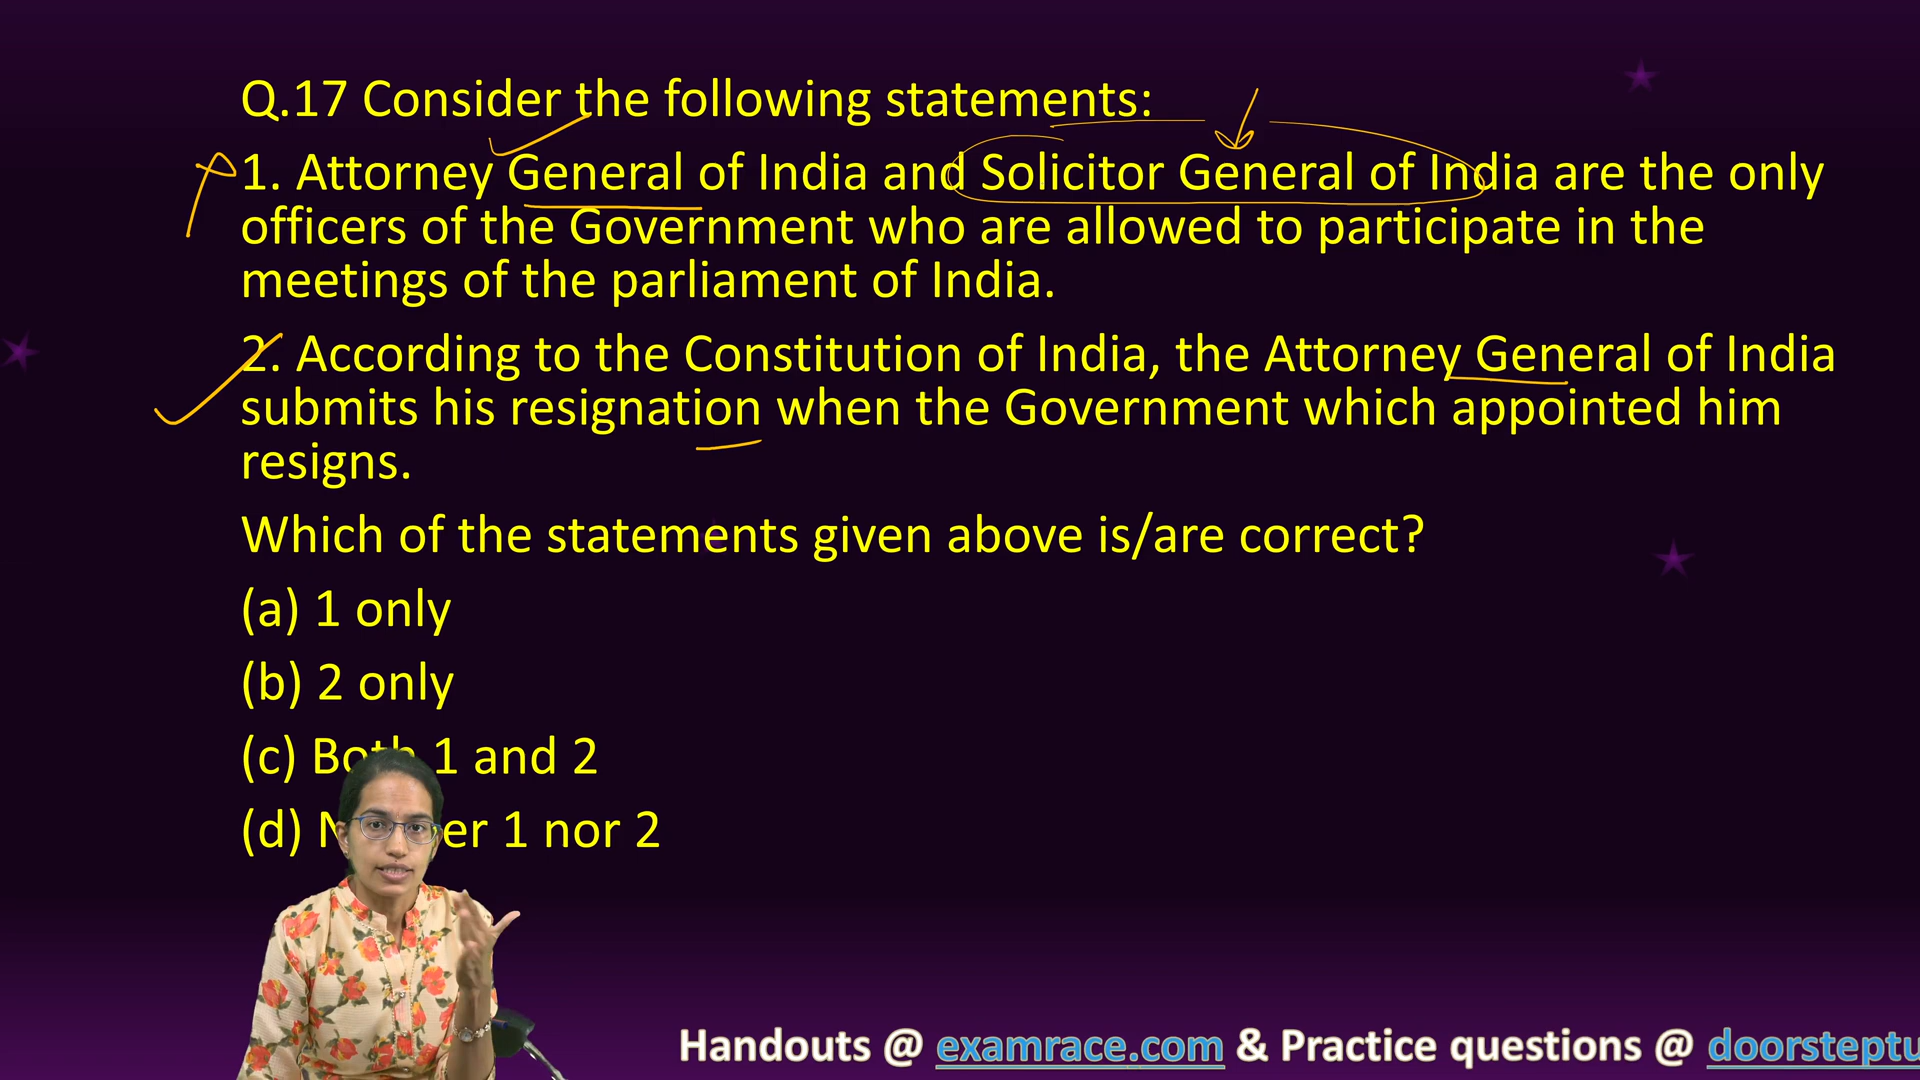 Q.17 Consider the following statements:
1. Attorney General of India and Solicitor General of India are the only
officers of the Government who are allowed to participate in the
meetings of the parliament of India.
2. According to the Constitution of India, the Attorney General of India
submits his resignation when the Government which appointed him
resigns.
Which of the statements given above is/are correct?
(a) 1 only
(b) 2 only
(c) Both 1 and 2
(d) N er 1 nor 2
Handouts @ examrace.com & Practice questions @ doorsteptu